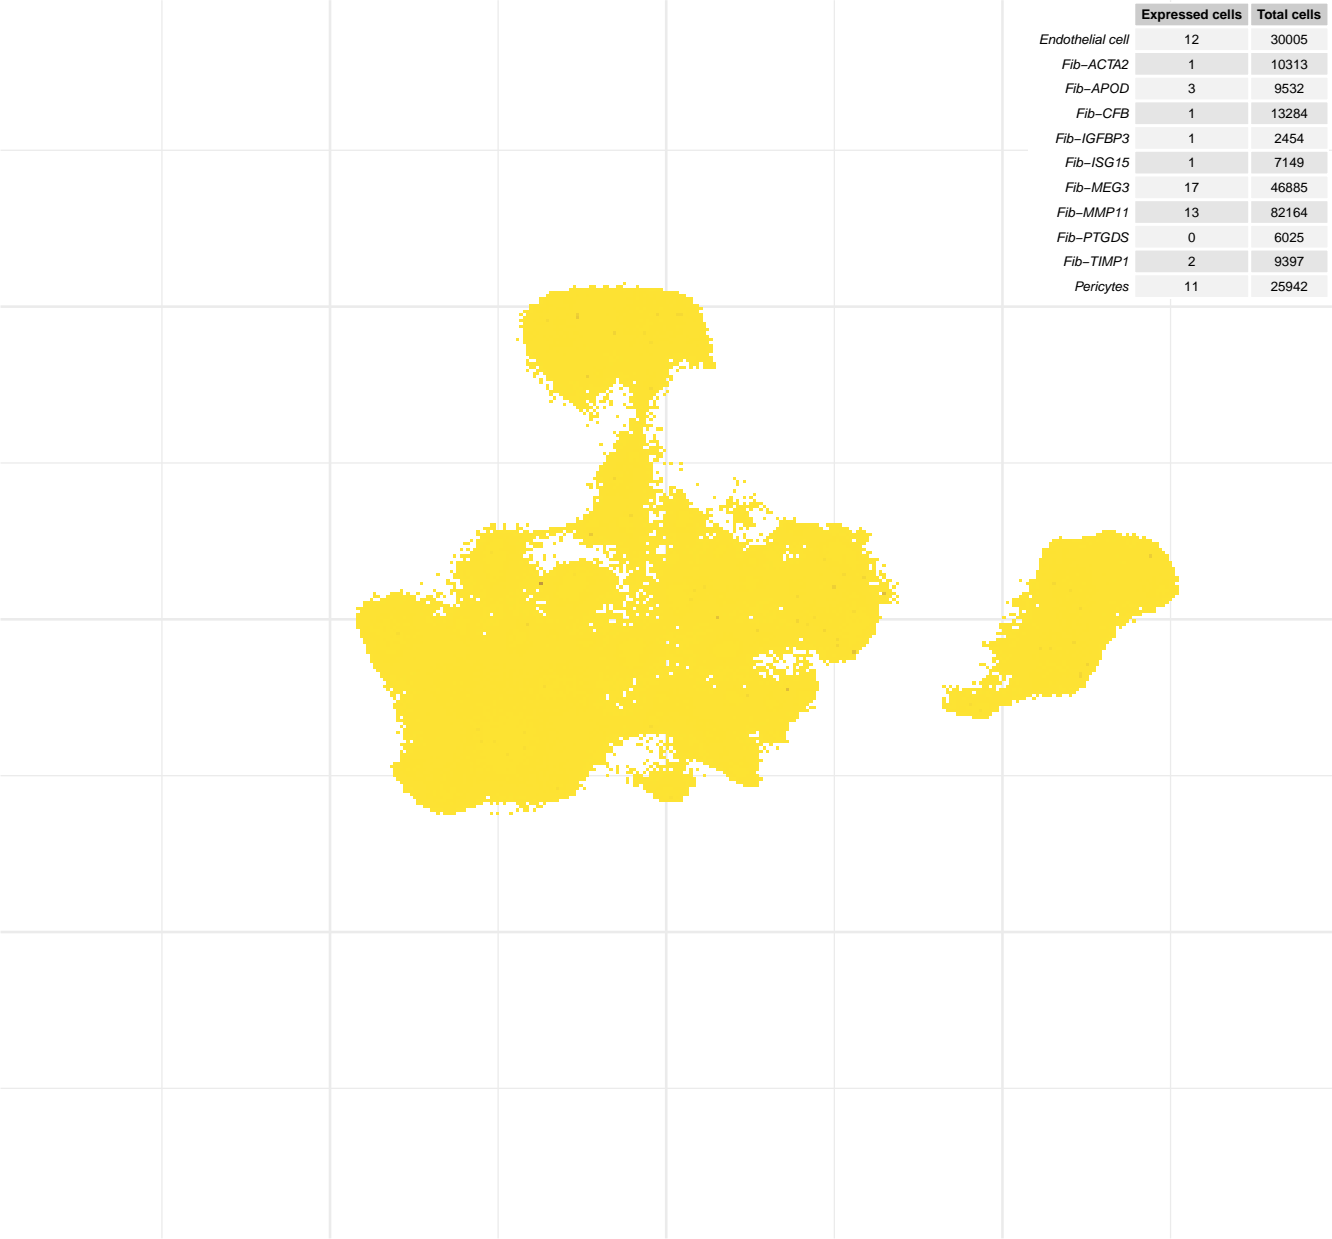 Expressed cells Total cells
Endothelial cell 12 30005
Fib−ACTA2 1 10313
Fib−APOD 3 9532
Fib−CFB 1 13284
Fib−IGFBP3 1 2454
Fib−ISG15 1 7149
Fib−MEG3 17 46885
Fib−MMP11 13 82164
Fib−PTGDS 0 6025
Fib−TIMP1 2 9397
Pericytes 11 25942